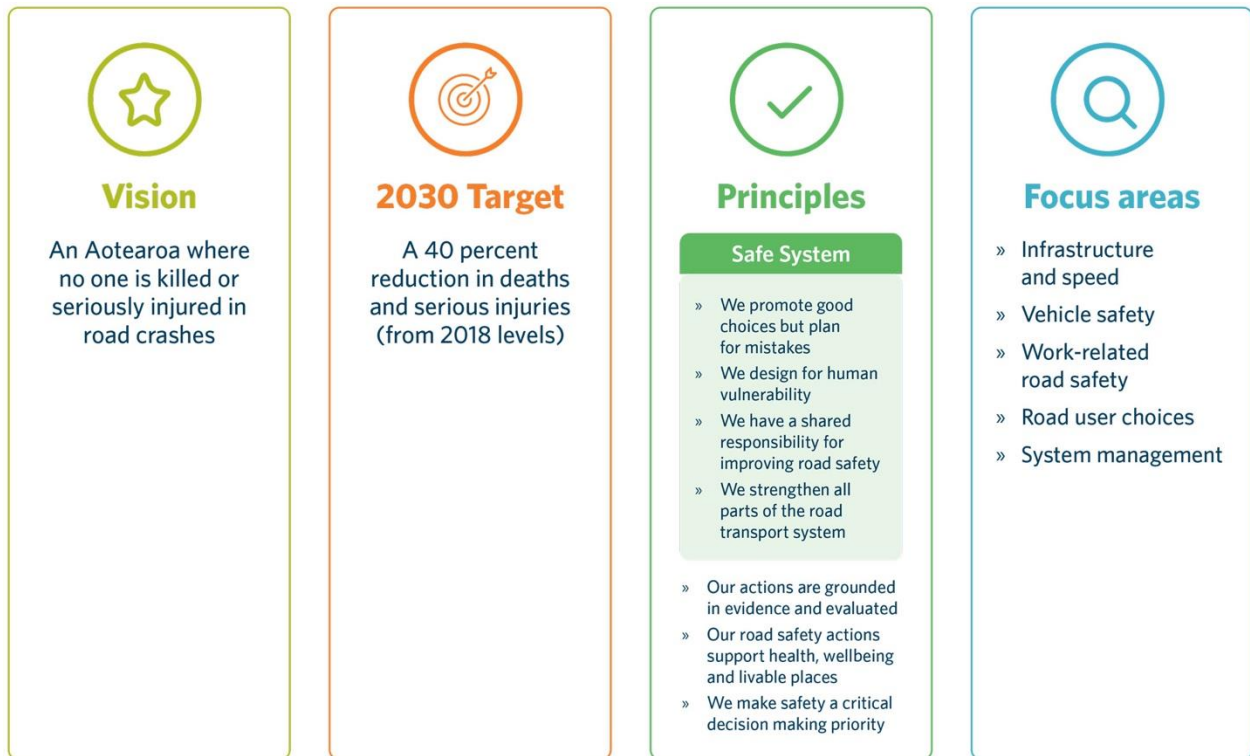 Vision
An Aotearoa where
no one is killed or
seriously injured in
road crashes
2030 Target
A 40 percent
reduction in deaths
and serious injuries
(from 2018 levels)
Principles
Safe System
» We promote good
choices but plan
for mistakes
» We design for human
vulnerability
» We have a shared
responsibility for
improving road safety
» We strengthen all
parts of the road
transport system
» Our actions are grounded
in evidence and evaluated
» Our road safety actions
support health, wellbeing
and livable places
» We make safety a critical
decision making priority
Focus areas
» Infrastructure
and speed
» Vehicle safety
» Work-related
road safety
» Road user choices
» System management